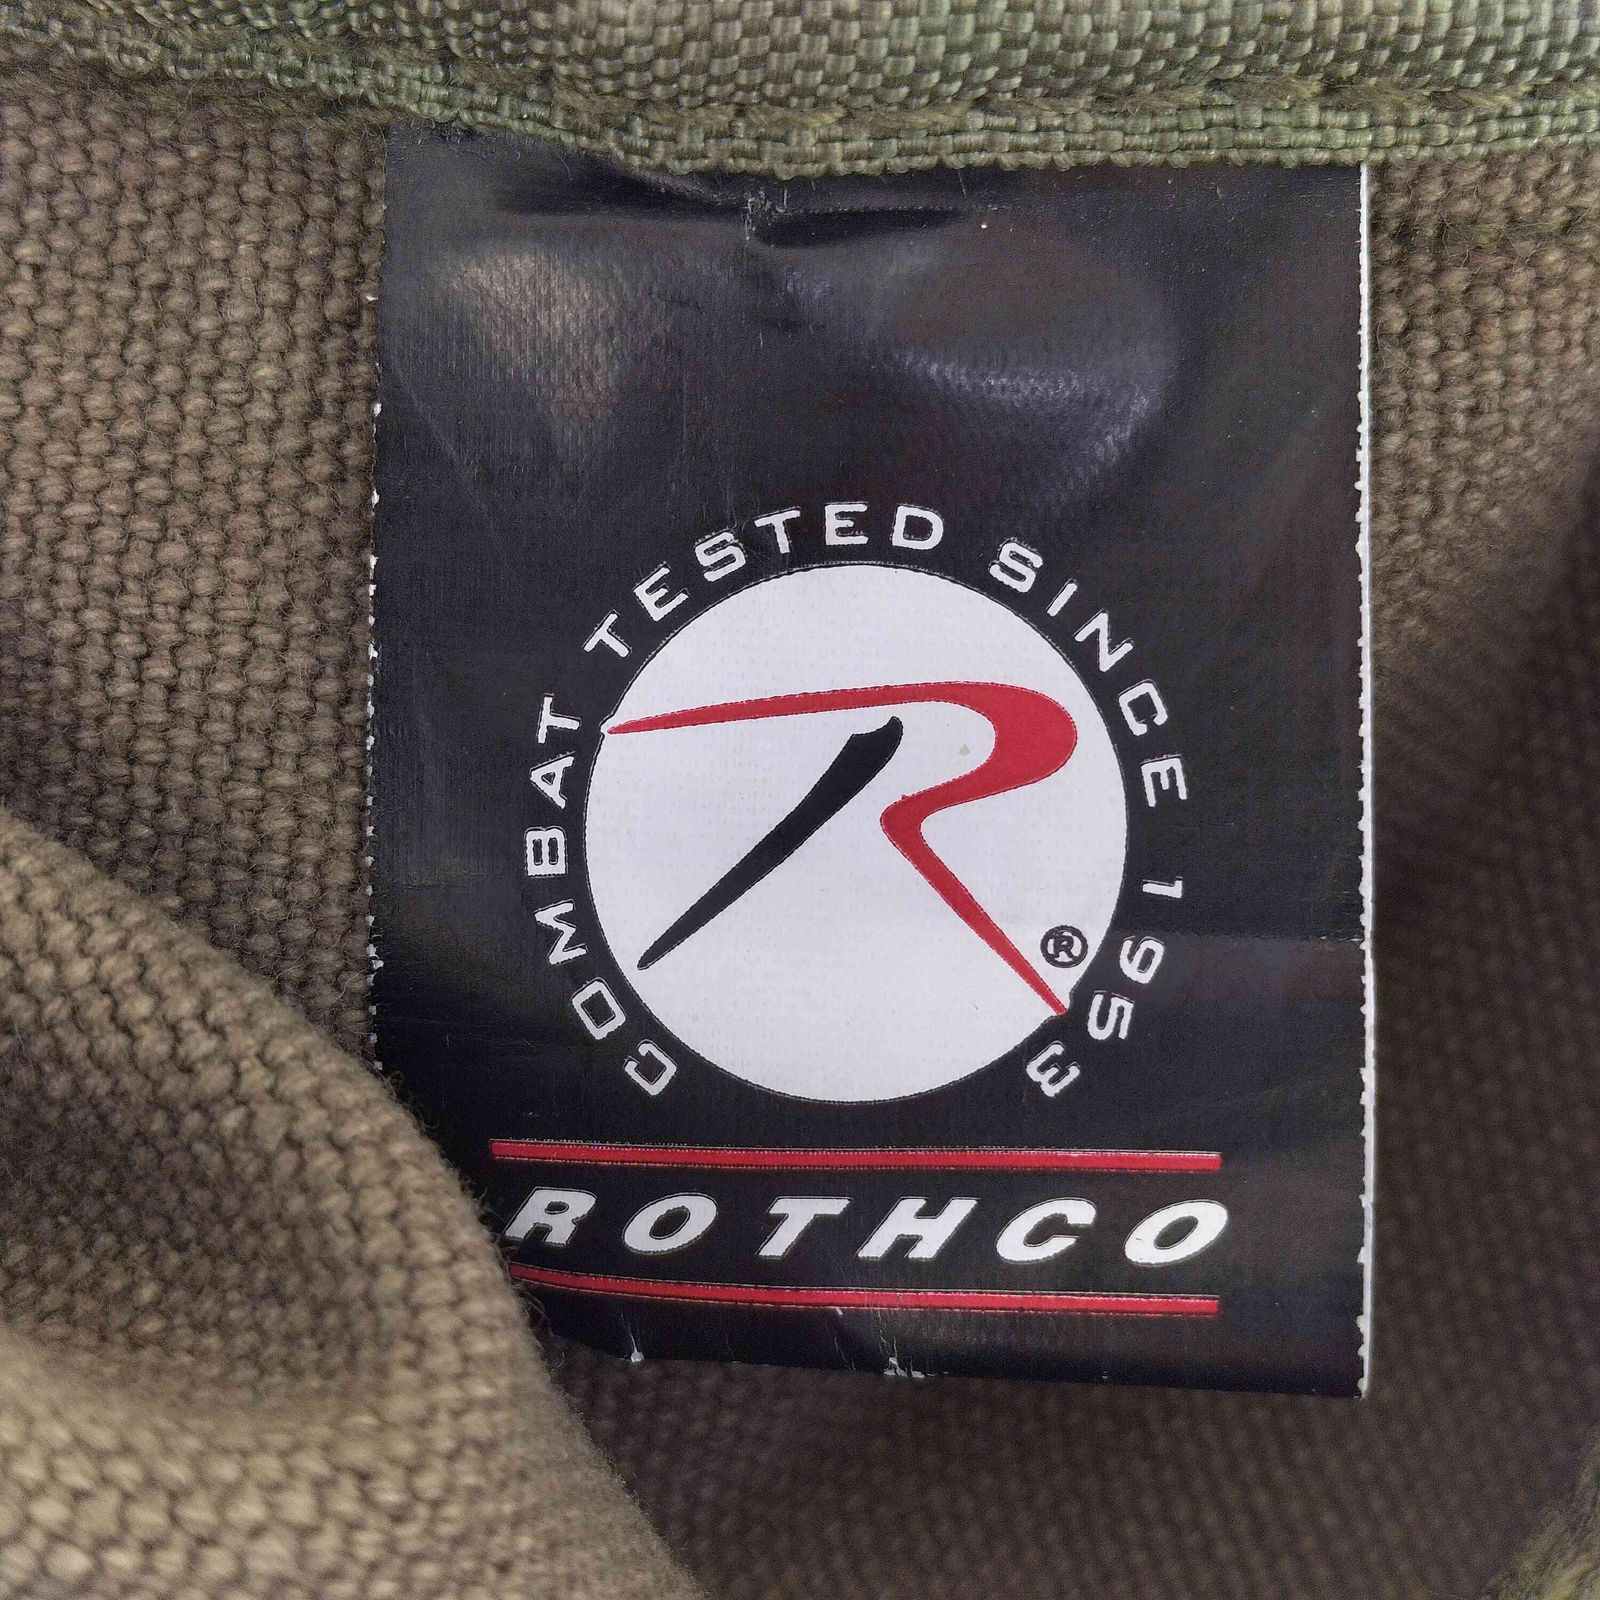 COMBAT TESTED SINCE 1953
R
®
ROTHCO